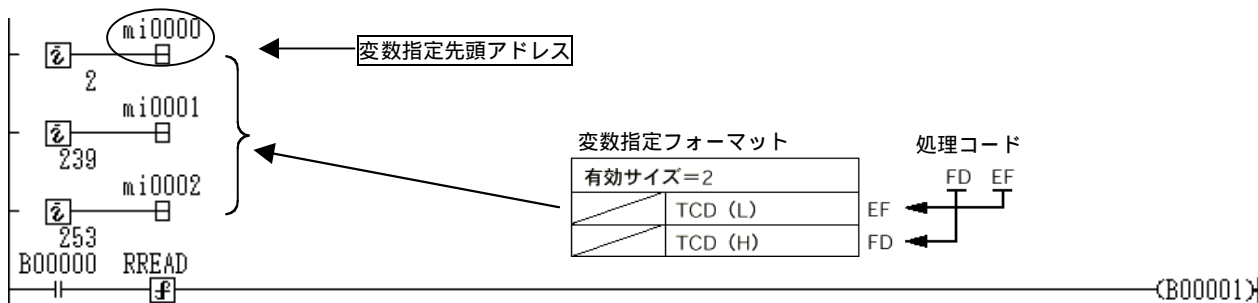 mi0000
変数指定先頭アドレス
i
2
mi0001
i
239
mi0002
i
253
変数指定フォーマット
有効サイズ=2
TCD (L)
TCD (H)
EF
FD
処理コード
FD EF
B00000 RREAD
f
(B00001)